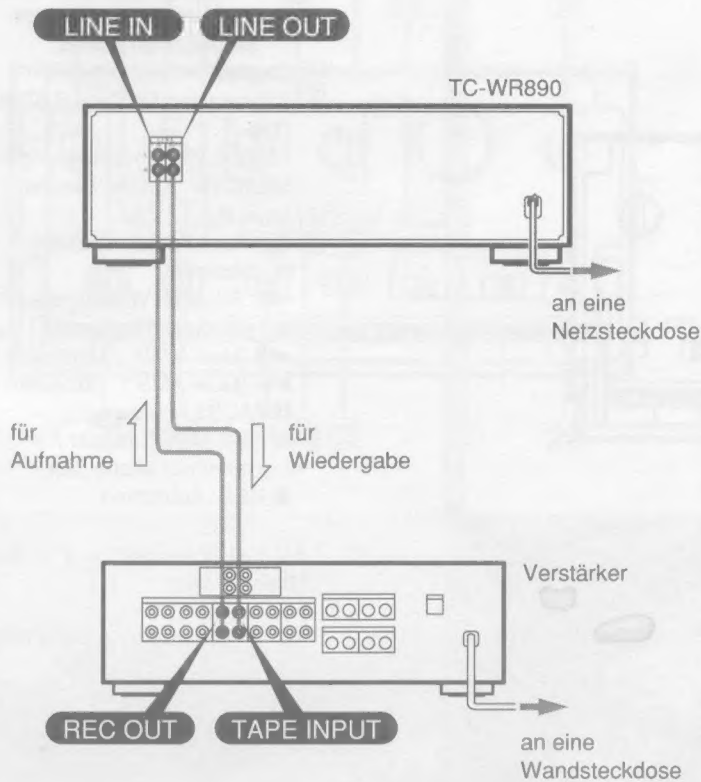 LINE IN
LINE OUT
TC-WR890
an eine
Netzsteckdose
für
Aufnahme
für
Wiedergabe
Verstärker
REC OUT
TAPE INPUT
an eine
Wandsteckdose